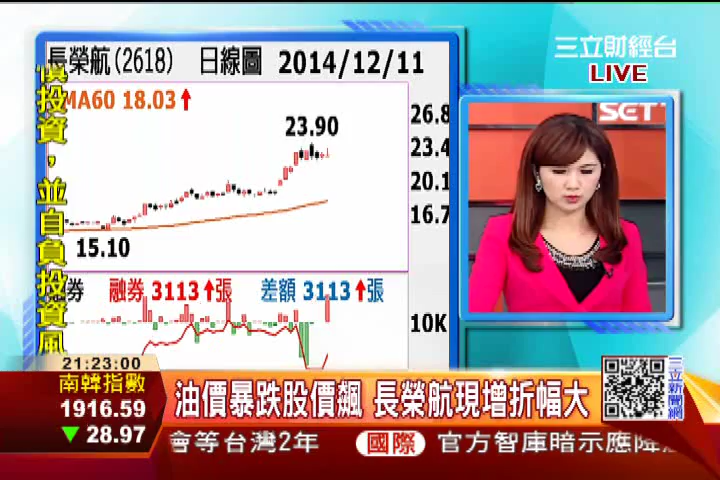 長榮航(2618) 日線圖 2014/12/11
三立財經台
LIVE
SET
MA60 18.03↑
23.90
15.10
26.8
23.4
20.1
16.7
投資，並自負投資風
融券 3113↑張 差額 3113↑張
10K
21:23:00
南韓指數
1916.59
▼28.97
油價暴跌股價飆 長榮航現增折幅大
三立新聞網
會等台灣2年 國際 官方智庫暗示應降